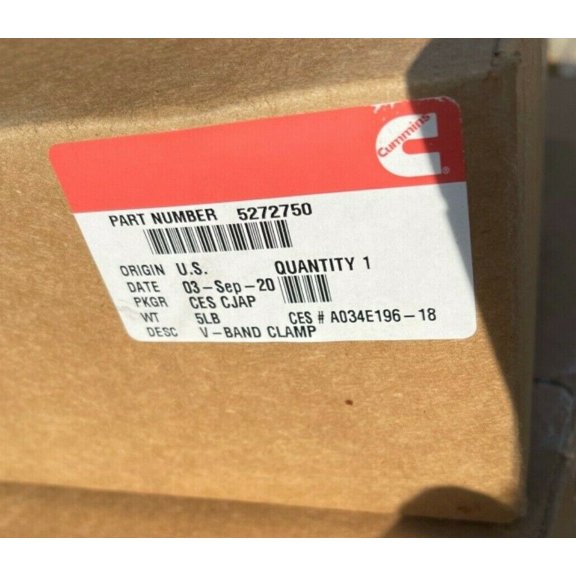 Cummins
®
PART NUMBER 5272750
ORIGIN U.S. QUANTITY 1
DATE 03-Sep-20
PKGR CES CJAP
WT 5LB CES # A034E196-18
DESC V-BAND CLAMP